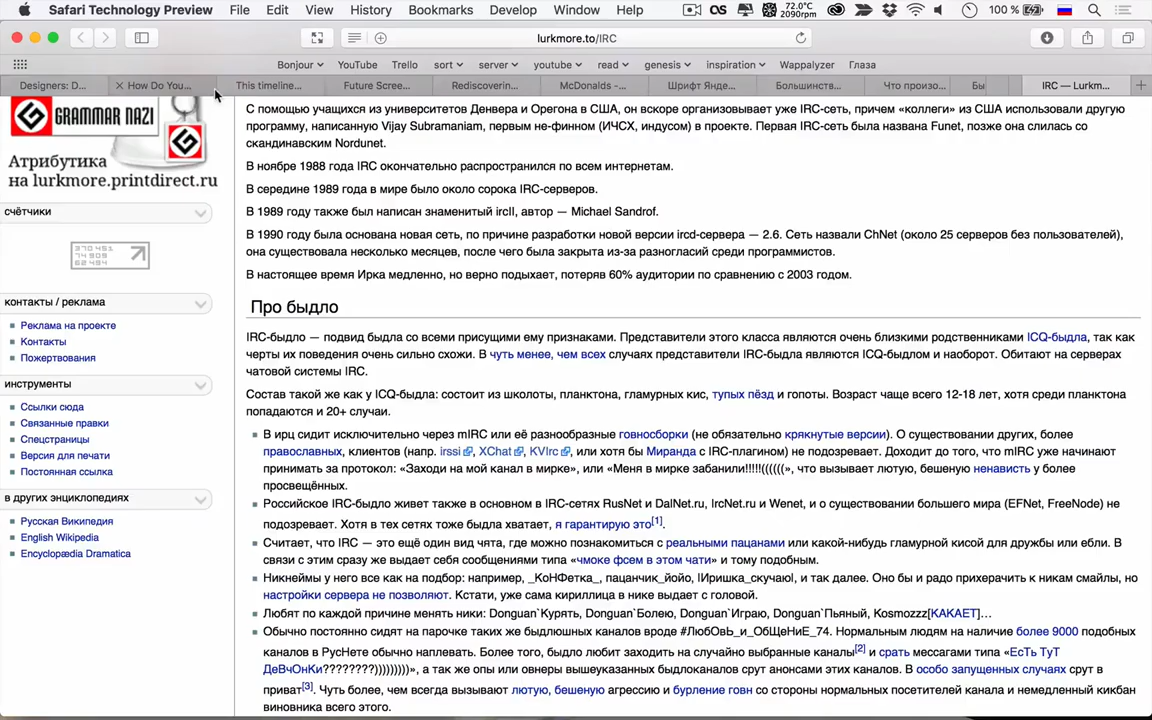 Safari Technology Preview File Edit View History Bookmarks Develop Window Help 72.0°C 2090rpm 100 %
lurkmore.to/IRC
Bonjour YouTube Trello sort server youtube read genesis inspiration Wappalyzer Глаза
Designers: D... How Do You... This timeline... Future Scree... Rediscoverin... McDonalds -... Шрифт Янде... Большинств... Что произо... Бы IRC — Lurkm...
GRAMMAR NAZI
Атрибутика
на lurkmore.printdirect.ru
счётчики
контакты / реклама
Реклама на проекте
Контакты
Пожертвования
инструменты
Ссылки сюда
Связанные правки
Спецстраницы
Версия для печати
Постоянная ссылка
в других энциклопедиях
Русская Википедия
English Wikipedia
Encyclopædia Dramatica
С помощью учащихся из университетов Денвера и Орегона в США, он вскоре организовывает уже IRC-сеть, причем «коллеги» из США использовали другую
программу, написанную Vijay Subramaniam, первым не-финном (ИЧСХ, индусом) в проекте. Первая IRC-сеть была названа Funet, позже она слилась со
скандинавским Nordunet.
В ноябре 1988 года IRC окончательно распространился по всем интернетам.
В середине 1989 года в мире было около сорока IRC-серверов.
В 1989 году также был написан знаменитый ircII, автор — Michael Sandrof.
В 1990 году была основана новая сеть, по причине разработки новой версии ircd-сервера — 2.6. Сеть назвали ChNet (около 25 серверов без пользователей),
она существовала несколько месяцев, после чего была закрыта из-за разногласий среди программистов.
В настоящее время Ирка медленно, но верно подыхает, потеряв 60% аудитории по сравнению с 2003 годом.
Про быдло
IRC-быдло — подвид быдла со всеми присущими ему признаками. Представители этого класса являются очень близкими родственниками ICQ-быдла, так как
черты их поведения очень сильно схожи. В чуть менее, чем всех случаях представители IRC-быдла являются ICQ-быдлом и наоборот. Обитают на серверах
чатовой системы IRC.
Состав такой же как у ICQ-быдла: состоит из школоты, планктона, гламурных кис, тупых пёзд и гопоты. Возраст чаще всего 12-18 лет, хотя среди планктона
попадаются и 20+ случаи.
В ирц сидит исключительно через mIRC или её разнообразные говносборки (не обязательно крякнутые версии). О существовании других, более
православных, клиентов (напр. irssi, XChat, KVIrc, или хотя бы Миранда с IRC-плагином) не подозревает. Доходит до того, что mIRC уже начинают
принимать за протокол: «Заходи на мой канал в мирке», или «Меня в мирке забанили!!!!!((((((», что вызывает лютую, бешеную ненависть у более
просвещённых.
Российское IRC-быдло живет также в основном в IRC-сетях RusNet и DalNet.ru, IrcNet.ru и Wenet, и о существовании большего мира (EFNet, FreeNode) не
подозревает. Хотя в тех сетях тоже быдла хватает, я гарантирую это[1].
Считает, что IRC — это ещё один вид чята, где можно познакомиться с реальными пацанами или какой-нибудь гламурной кисой для дружбы или ебли. В
связи с этим сразу же выдает себя сообщениями типа «чмоке фсем в этом чати» и тому подобным.
Никнеймы у него все как на подбор: например, _КоНФетка_, пацанчик_йойо, |Иришка_скучаю|, и так далее. Оно бы и радо прихерачить к никам смайлы, но
настройки сервера не позволяют. Кстати, уже сама кириллица в нике выдает с головой.
Любят по каждой причине менять ники: Donguan`Курять, Donguan`Болею, Donguan`Играю, Donguan`Пьяный, Kosmozzz[КАКАЕТ]...
Обычно постоянно сидят на парочке таких же быдлюшных каналов вроде #ЛюбОвЬ_и_ОбЩеНиЕ_74. Нормальным людям на наличие более 9000 подобных
каналов в РусНете обычно наплевать. Более того, быдло любит заходить на случайно выбранные каналы[2] и срать мессагами типа «ЕсТЬ ТуТ
ДеВчОнКи????????))))))))))», а так же опы или овнеры вышеуказанных быдлоканалов срут анонсами этих каналов. В особо запущенных случаях срут в
приват[3]. Чуть более, чем всегда вызывают лютую, бешеную агрессию и бурление говн со стороны нормальных посетителей канала и немедленный кикбан
виновника всего этого.